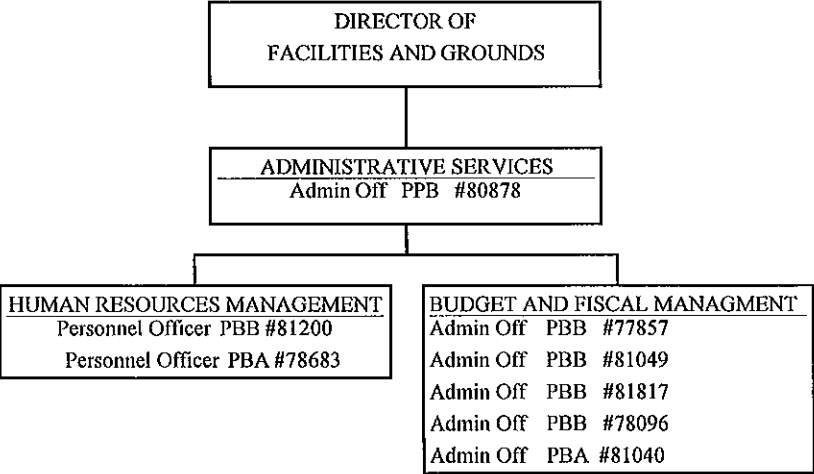 DIRECTOR OF
FACILITIES AND GROUNDS
ADMINISTRATIVE SERVICES
Admin Off PPB #80878
HUMAN RESOURCES MANAGEMENT
Personnel Officer PBB #81200
Personnel Officer PBA #78683
BUDGET AND FISCAL MANAGMENT
Admin Off PBB #77857
Admin Off PBB #81049
Admin Off PBB #81817
Admin Off PBB #78096
Admin Off PBA #81040